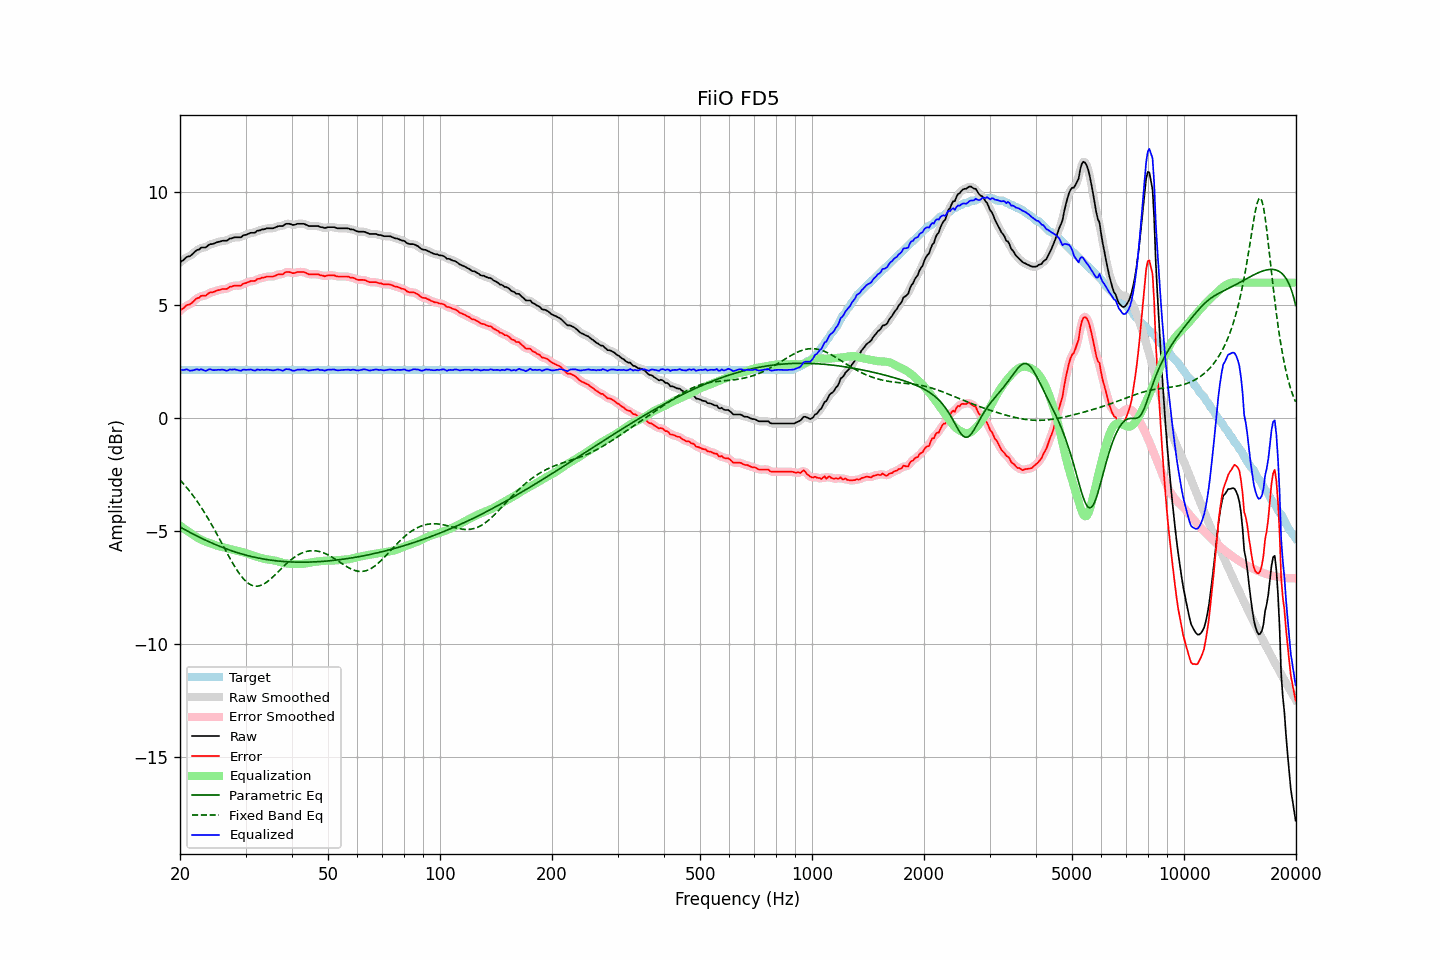 FiiO FD5
Amplitude (dBr)
10
5
0
−5
−10
−15
Target
Raw Smoothed
Error Smoothed
Raw
Error
Equalization
Parametric Eq
Fixed Band Eq
Equalized
20 50 100 200 500 1000 2000 5000 10000 20000
Frequency (Hz)